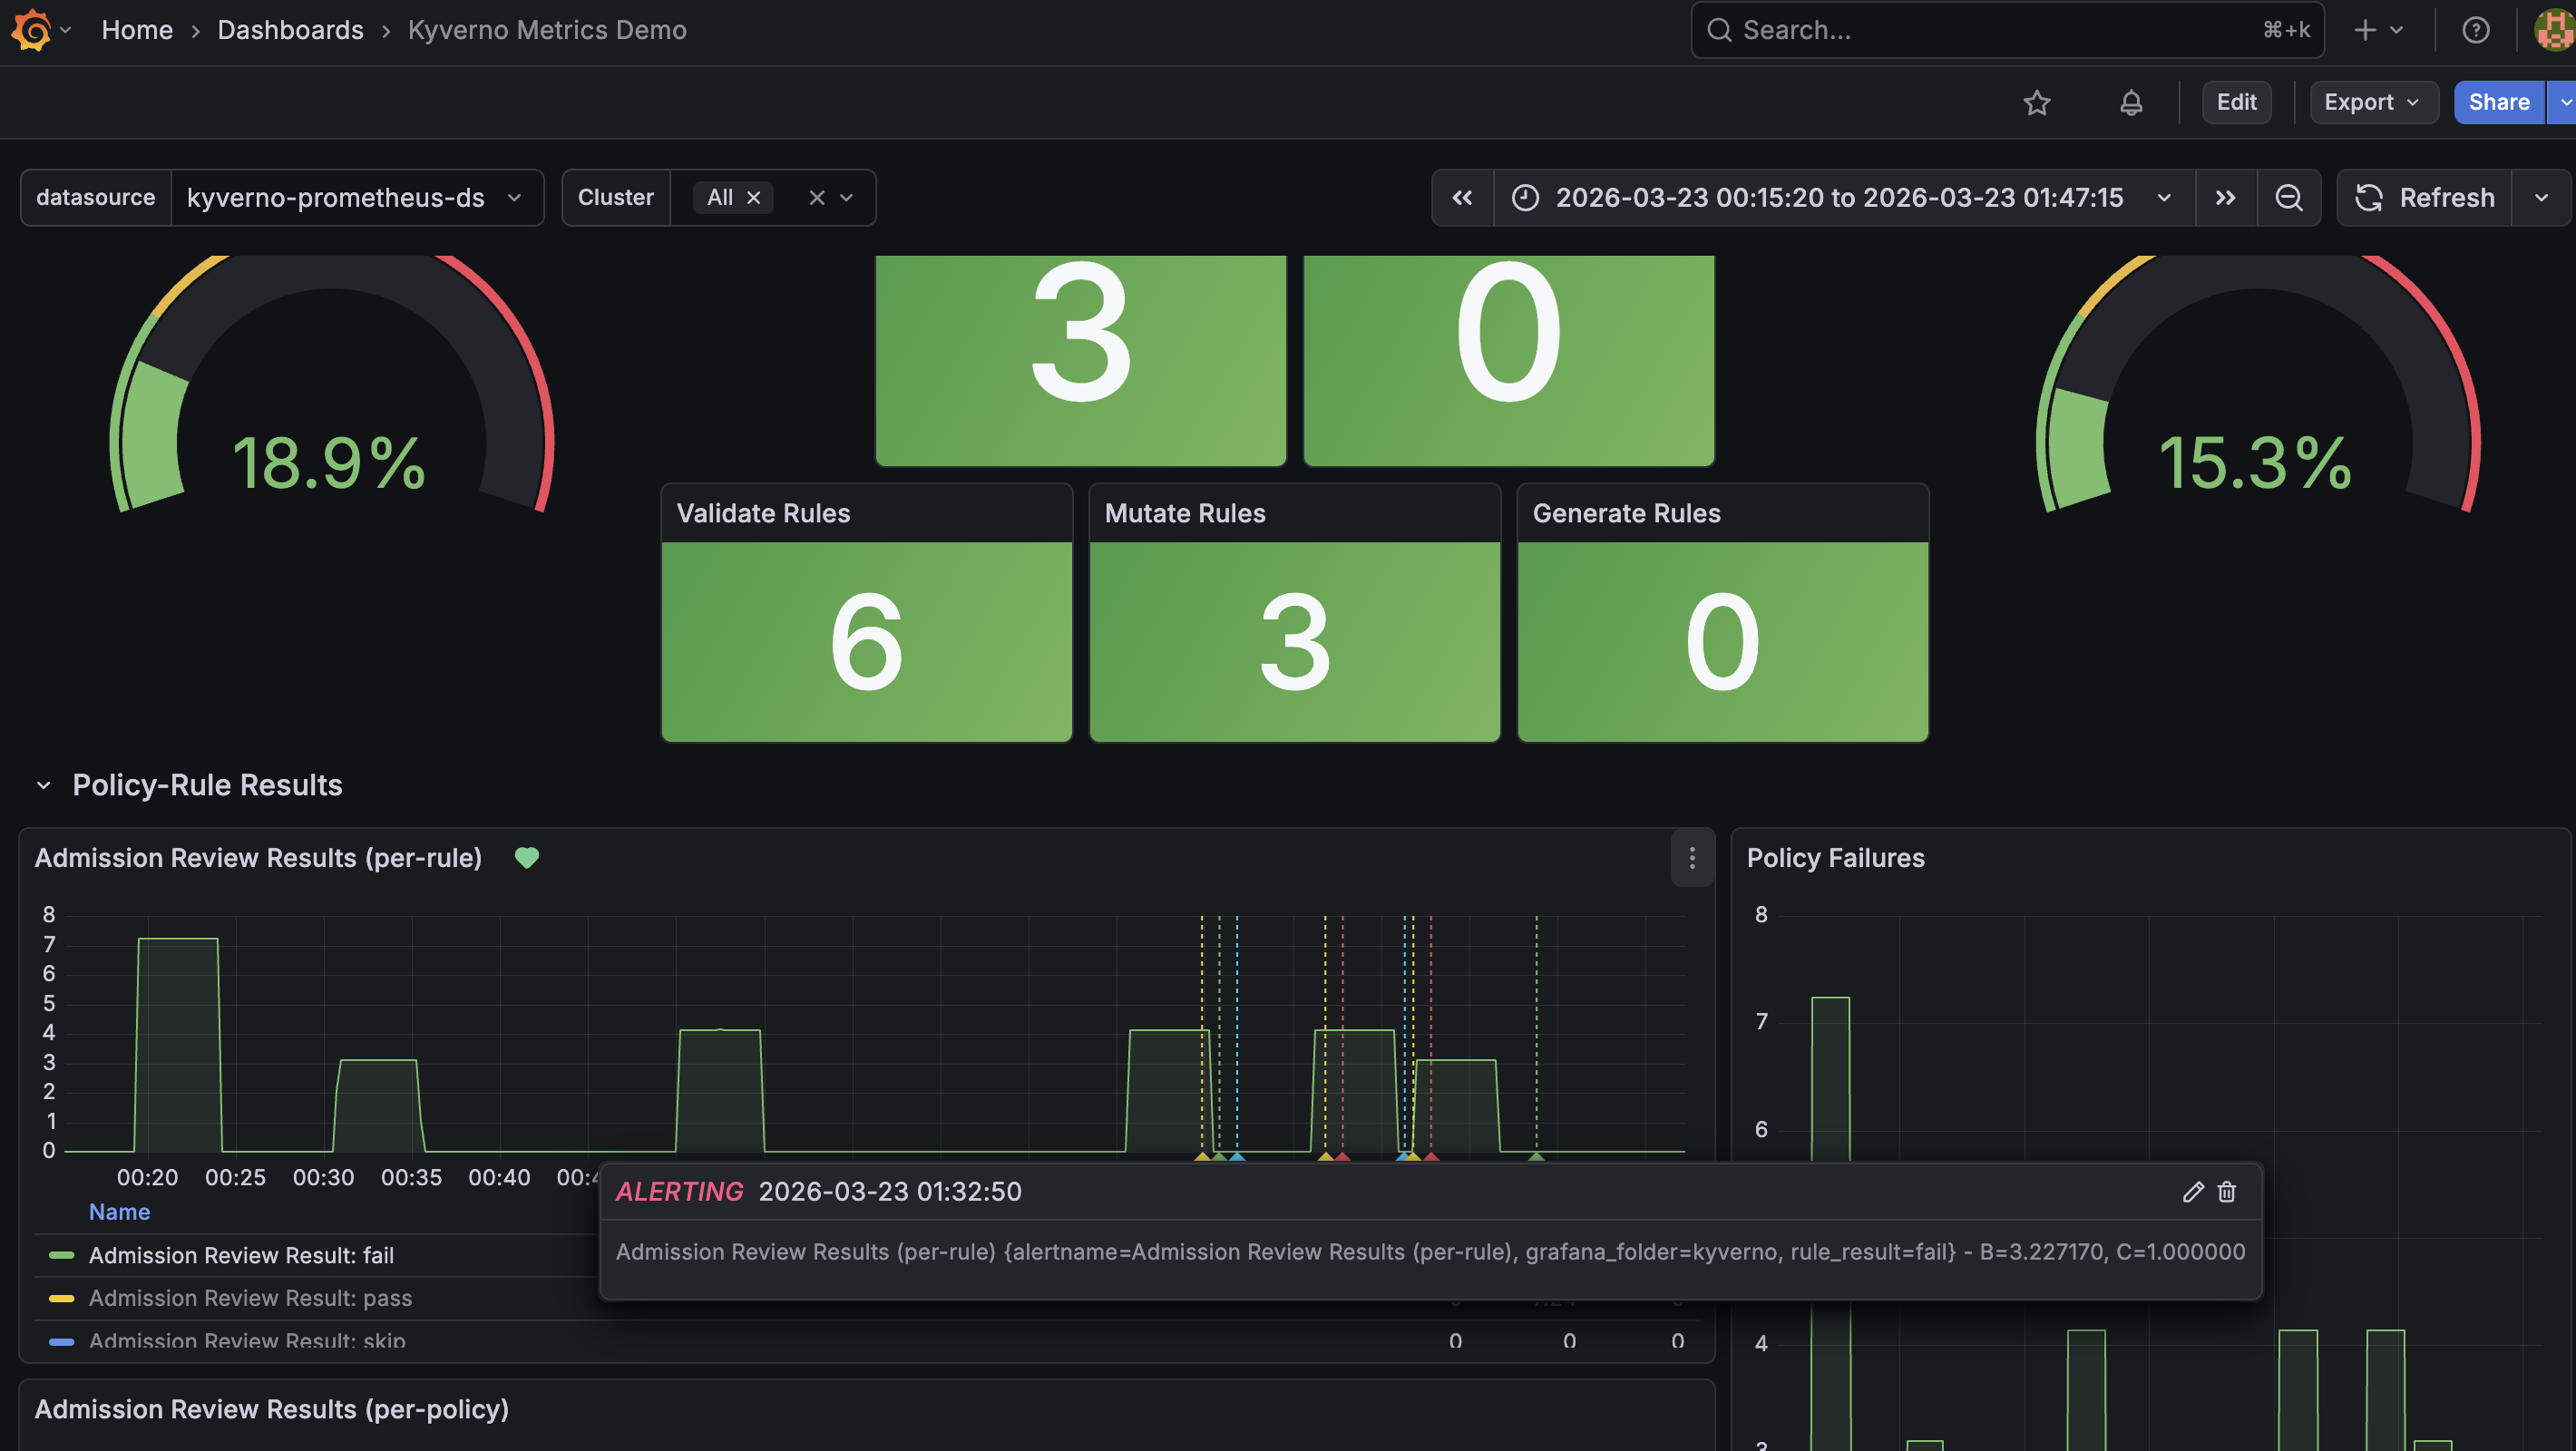 Home › Dashboards › Kyverno Metrics Demo
Search...
⌘+k
Edit
Export
Share
datasource
kyverno-prometheus-ds
Cluster
All
2026-03-23 00:15:20 to 2026-03-23 01:47:15
Refresh
18.9%
3
0
15.3%
Validate Rules
6
Mutate Rules
3
Generate Rules
0
Policy-Rule Results
Admission Review Results (per-rule)
8
7
6
5
4
3
2
1
0
00:20 00:25 00:30 00:35 00:40
Name
Admission Review Result: fail
Admission Review Result: pass
Admission Review Result: skip
0 0 0
ALERTING 2026-03-23 01:32:50
Admission Review Results (per-rule) {alertname=Admission Review Results (per-rule), grafana_folder=kyverno, rule_result=fail} - B=3.227170, C=1.000000
Policy Failures
8
7
6
4
Admission Review Results (per-policy)